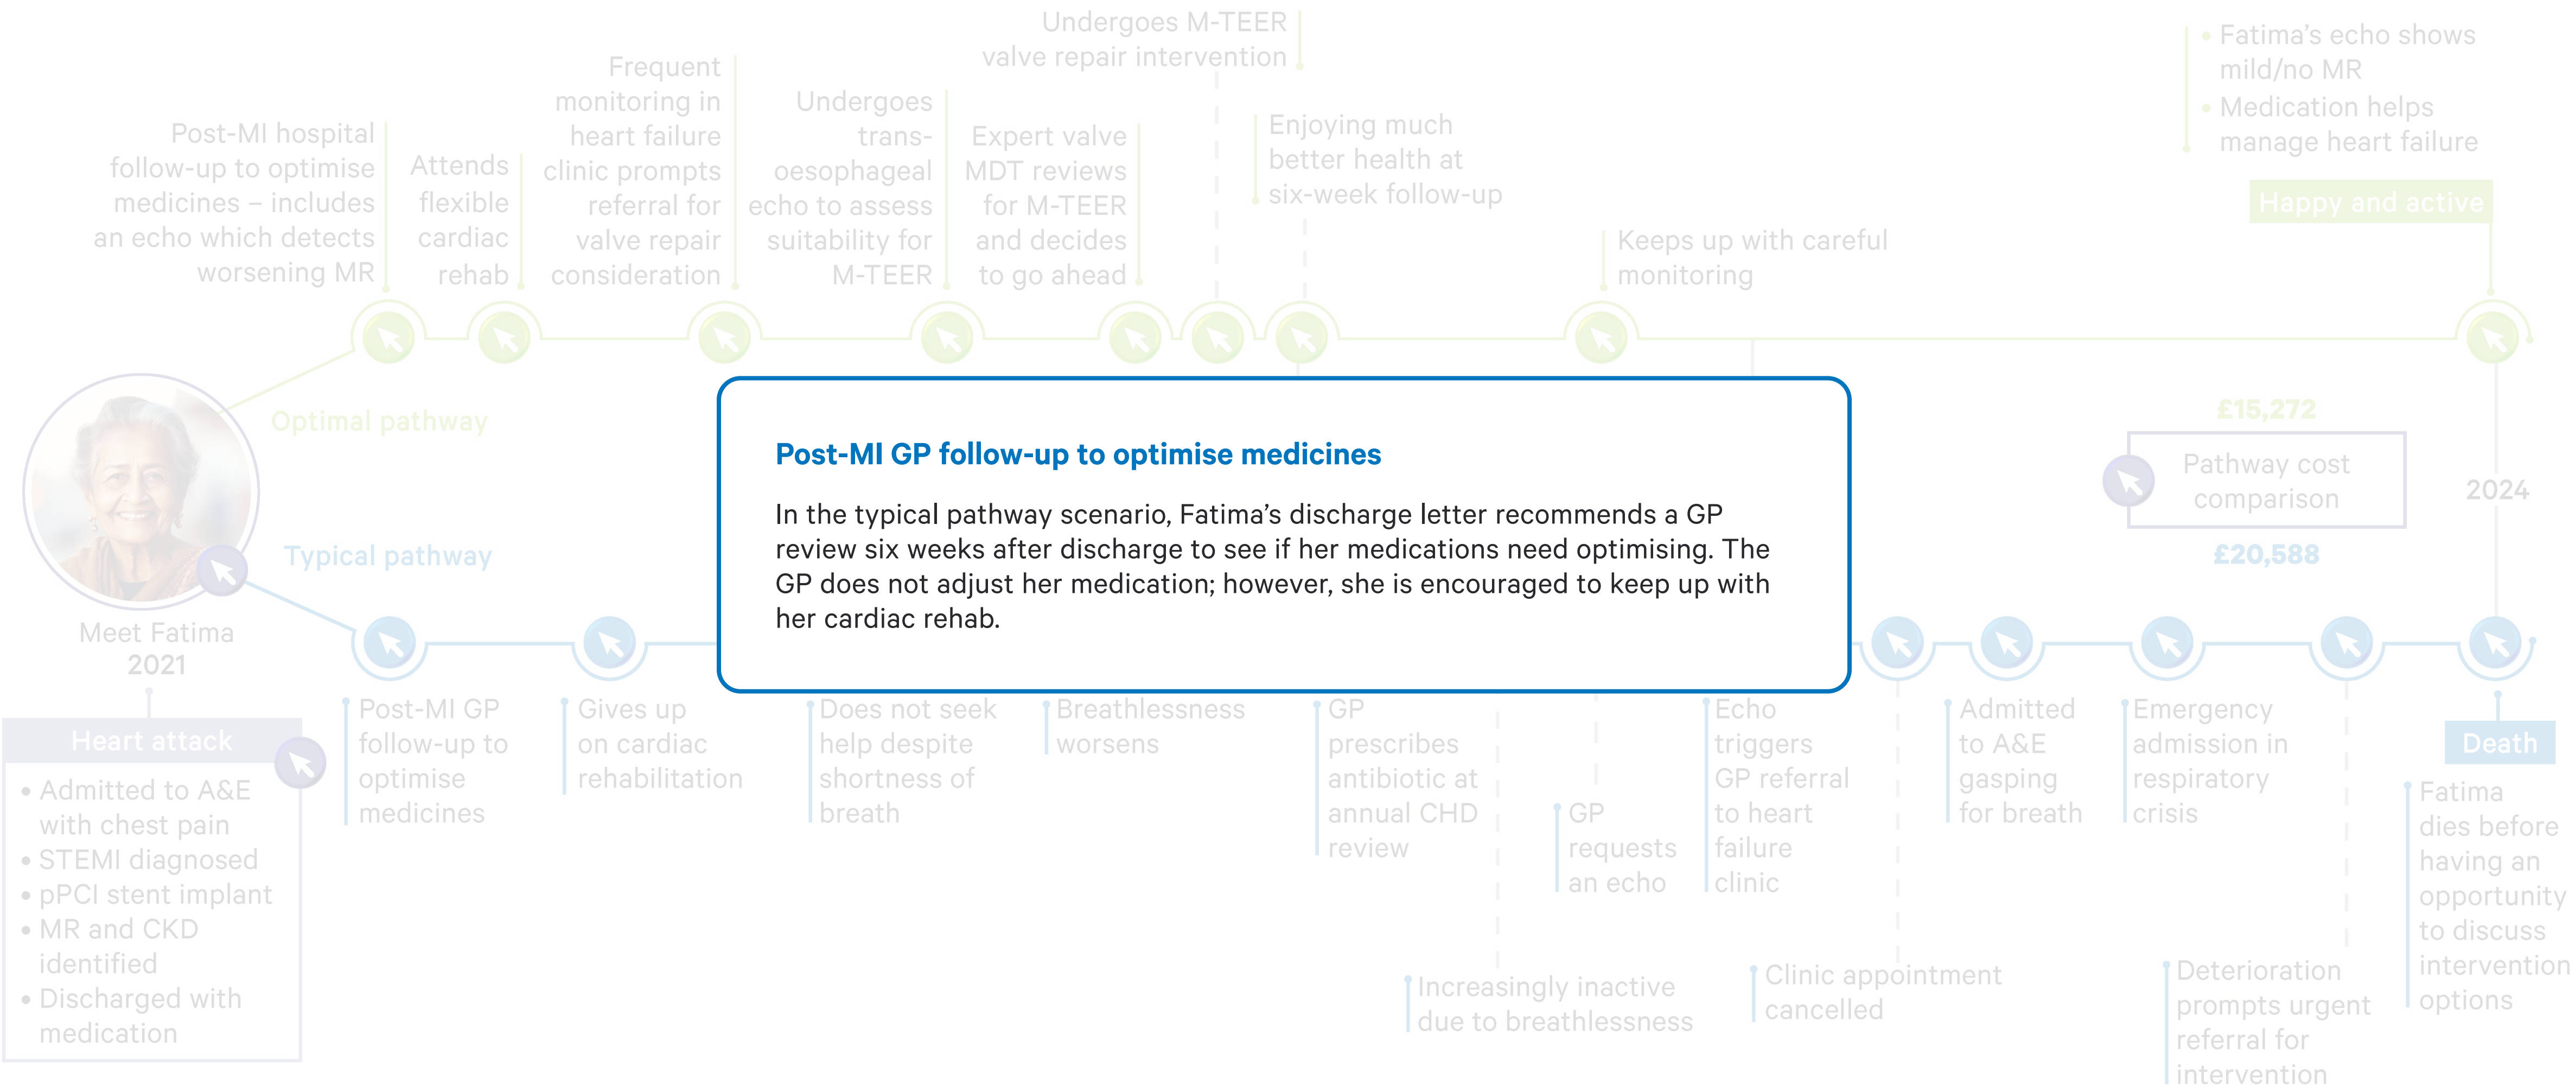 Undergoes M-TEER
valve repair intervention
Frequent
monitoring in
heart failure
clinic prompts
referral for
valve repair
consideration
Post-MI hospital
follow-up to optimise
medicines – includes
an echo which detects
worsening MR
Attends
flexible
cardiac
rehab
Undergoes
trans-
oesophageal
echo to assess
suitability for
M-TEER
Expert valve
MDT reviews
for M-TEER
and decides
to go ahead
Enjoying much
better health at
six-week follow-up
Keeps up with careful
monitoring
• Fatima’s echo shows
mild/no MR
• Medication helps
manage heart failure
Happy and active
Optimal pathway
Typical pathway
Meet Fatima
2021
Heart attack
• Admitted to A&E
with chest pain
• STEMI diagnosed
• pPCI stent implant
• MR and CKD
identified
• Discharged with
medication
Post-MI GP follow-up to optimise medicines
In the typical pathway scenario, Fatima’s discharge letter recommends a GP
review six weeks after discharge to see if her medications need optimising. The
GP does not adjust her medication; however, she is encouraged to keep up with
her cardiac rehab.
£15,272
Pathway cost
comparison
£20,588
2024
Post-MI GP
follow-up to
optimise
medicines
Gives up
on cardiac
rehabilitation
Does not seek
help despite
shortness of
breath
Breathlessness
worsens
GP
prescribes
antibiotic at
annual CHD
review
Increasingly inactive
due to breathlessness
GP
requests
an echo
Echo
triggers
GP referral
to heart
failure
clinic
Clinic appointment
cancelled
Admitted
to A&E
gasping
for breath
Emergency
admission in
respiratory
crisis
Deterioration
prompts urgent
referral for
intervention
Death
Fatima
dies before
having an
opportunity
to discuss
intervention
options